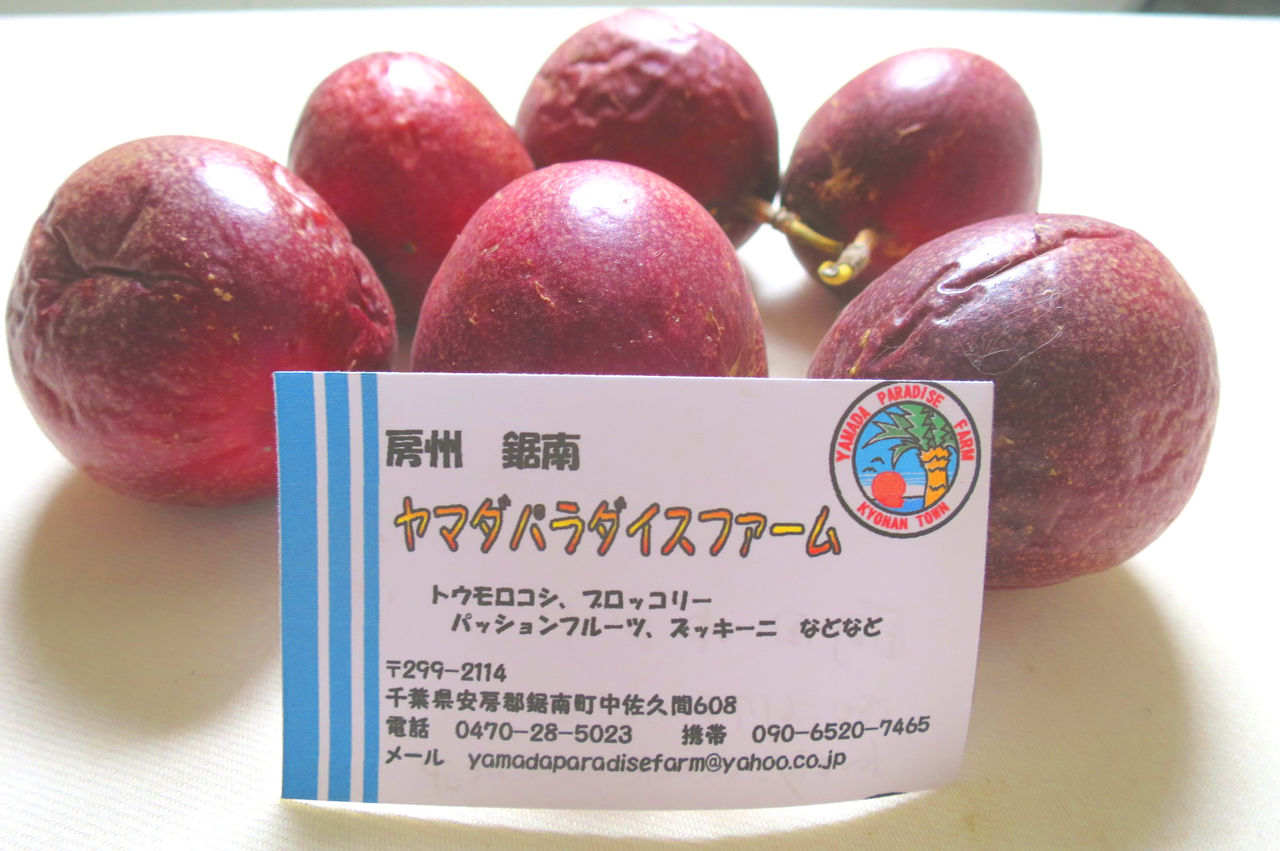 房州　鋸南
ヤマダパラダイスファーム
YAMADA PARADISE FARM
KYONAN TOWN
トウモロコシ、ブロッコリー
パッションフルーツ、ズッキーニ　などなど
〒299-2114
千葉県安房郡鋸南町中佐久間608
電話　0470-28-5023　　携帯　090-6520-7465
メール　yamadaparadisefarm@yahoo.co.jp